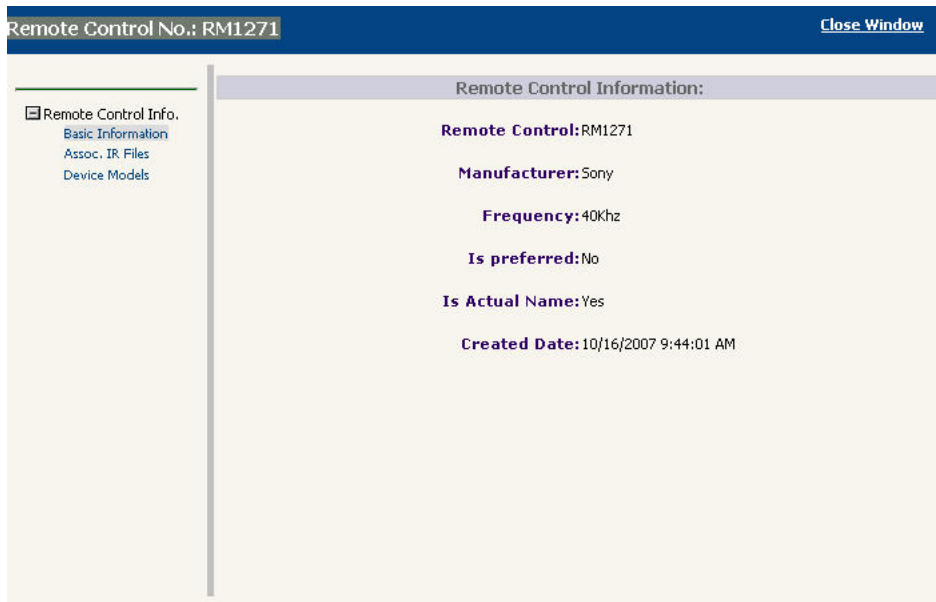 Remote Control No.: RM1271
Close Window
Remote Control Info.
Basic Information
Assoc. IR Files
Device Models
Remote Control Information:
Remote Control:RM1271
Manufacturer:Sony
Frequency:40Khz
Is preferred:No
Is Actual Name:Yes
Created Date:10/16/2007 9:44:01 AM